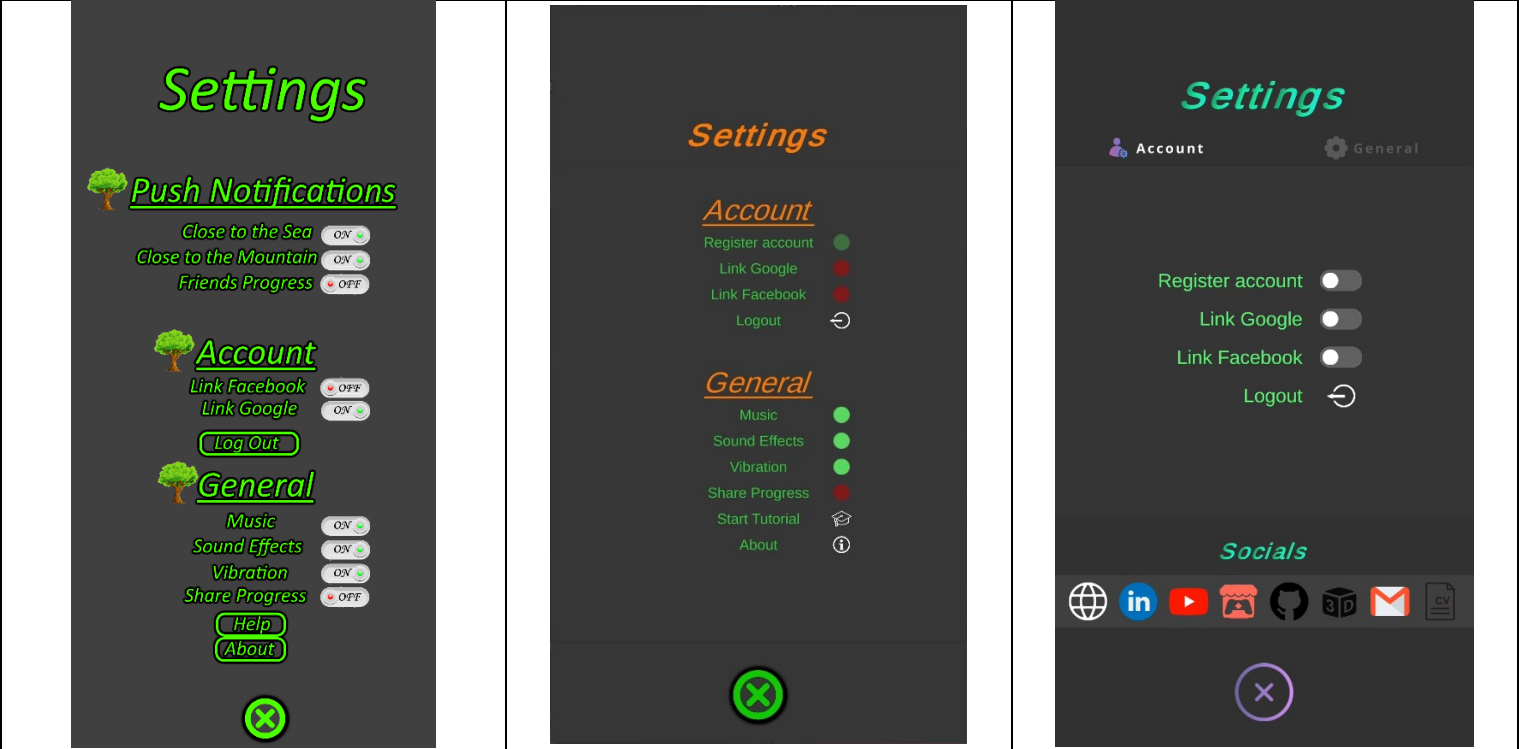 Settings
Push Notifications
Close to the Sea ON
Close to the Mountain ON
Friends Progress OFF
Account
Link Facebook OFF
Link Google ON
Log Out
General
Music ON
Sound Effects ON
Vibration ON
Share Progress OFF
Help
About
Settings
Account
Register account
Link Google
Link Facebook
Logout
General
Music
Sound Effects
Vibration
Share Progress
Start Tutorial
About
Settings
Account General
Register account
Link Google
Link Facebook
Logout
Socials
in 3D CV